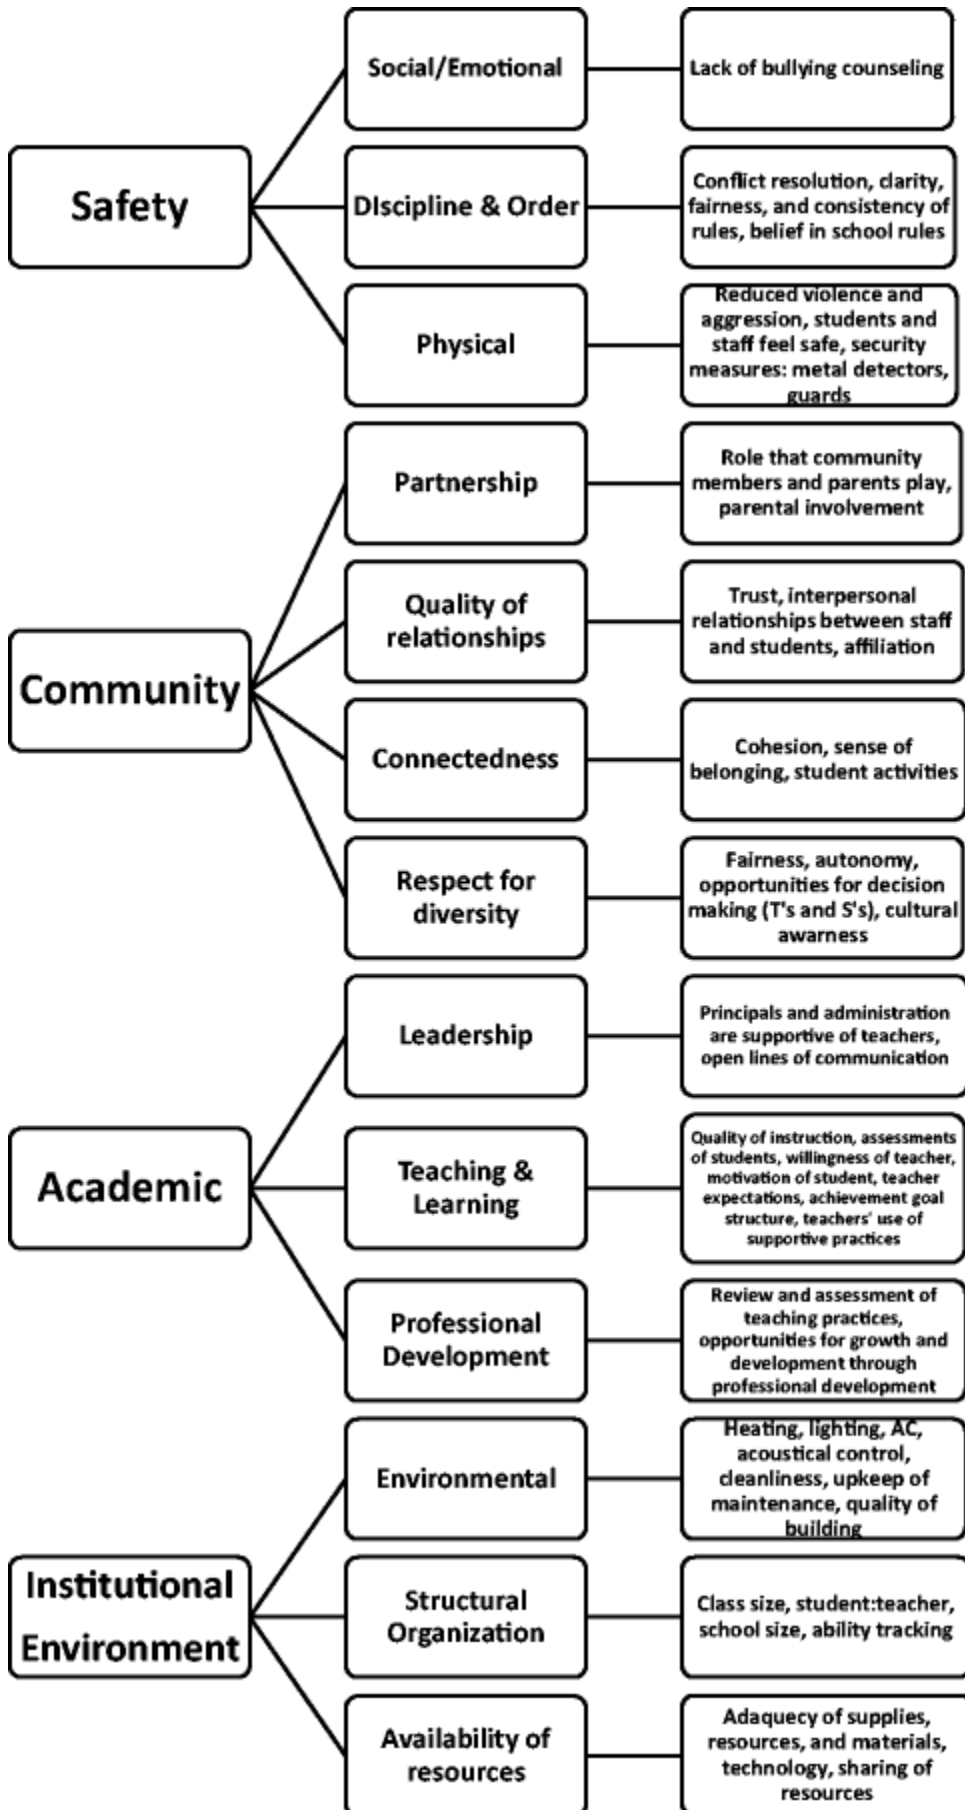 Safety
Social/Emotional
Lack of bullying counseling
DIscipline & Order
Conflict resolution, clarity,
fairness, and consistency of
rules, belief in school rules
Physical
Reduced violence and
aggression, students and
staff feel safe, security
measures: metal detectors,
guards
Community
Partnership
Role that community
members and parents play,
parental involvement
Quality of
relationships
Trust, interpersonal
relationships between staff
and students, affiliation
Connectedness
Cohesion, sense of
belonging, student activities
Respect for
diversity
Fairness, autonomy,
opportunities for decision
making (T's and S's), cultural
awarness
Academic
Leadership
Principals and administration
are supportive of teachers,
open lines of communication
Teaching &
Learning
Quality of instruction, assessments
of students, willingness of teacher,
motivation of student, teacher
expectations, achievement goal
structure, teachers' use of
supportive practices
Professional
Development
Review and assessment of
teaching practices,
opportunities for growth and
development through
professional development
Institutional
Environment
Environmental
Heating, lighting, AC,
acoustical control,
cleanliness, upkeep of
maintenance, quality of
building
Structural
Organization
Class size, student:teacher,
school size, ability tracking
Availability of
resources
Adaquecy of supplies,
resources, and materials,
technology, sharing of
resources